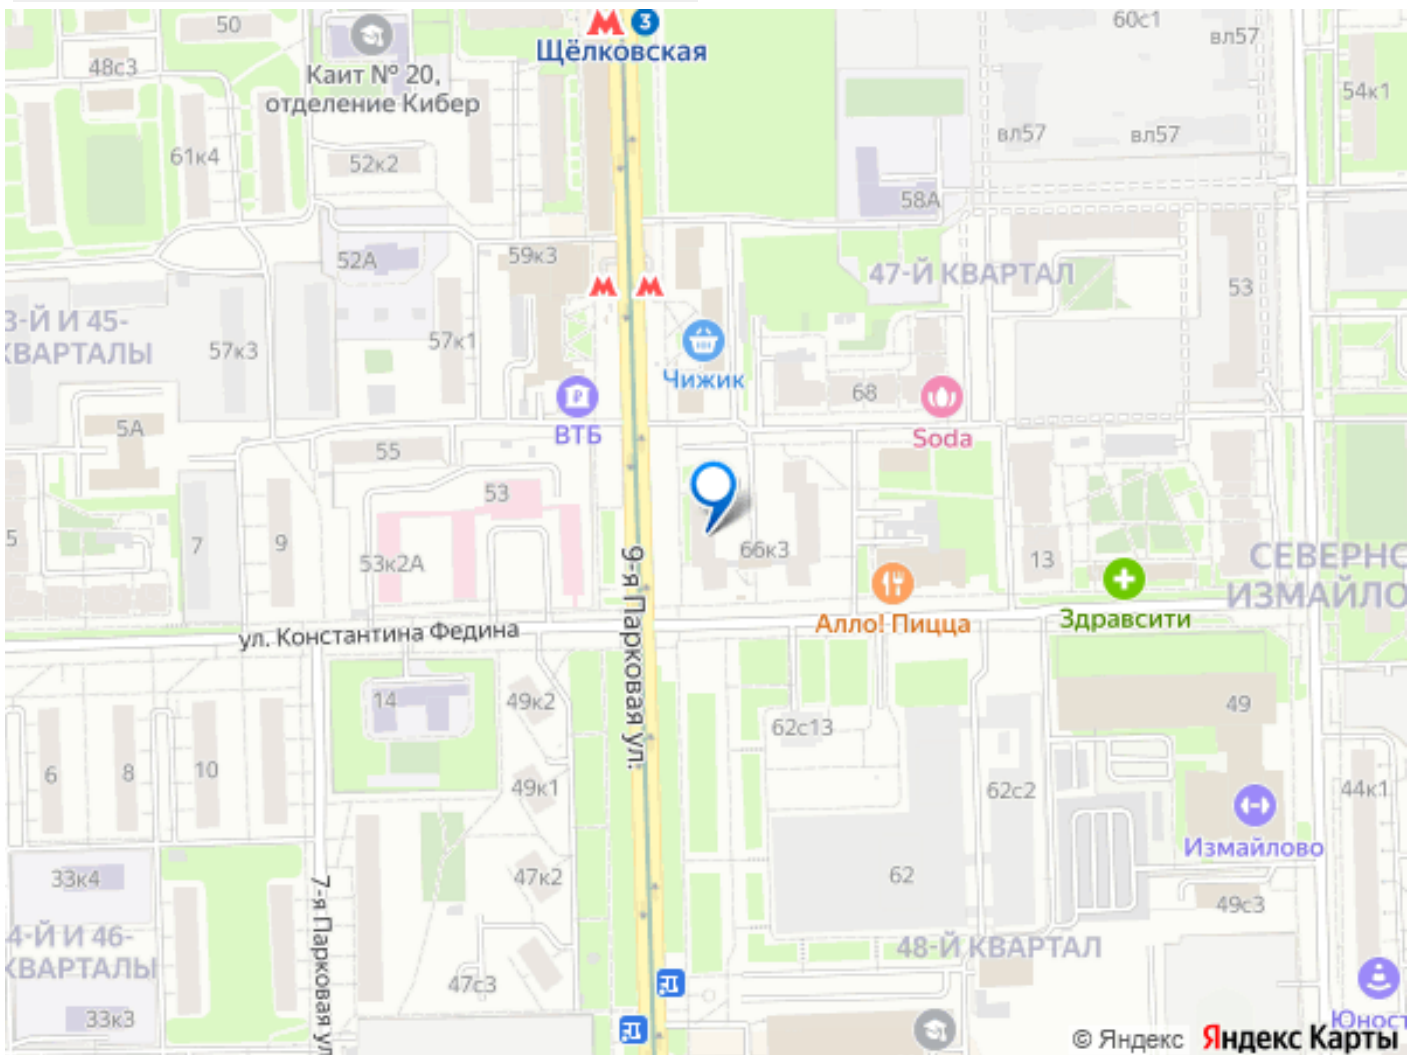 50
3
60с1
вл57
Щёлковская
48с3
Каит № 20,
отделение Кибер
54к1
вл57
вл57
61к4
52к2
58А
52А
59к3
47-Й КВАРТАЛ
53
3-Й И 45-
КВАРТАЛЫ
57к3
57к1
Чижик
68
5А
ВТБ
Soda
55
53
5
7
9
53к2А
66к3
13
СЕВЕРНО
ИЗМАЙЛО
Алло! Пицца
Здравсити
ул. Константина Федина
9-я Парковая ул.
14
49к2
62с13
49
6
8
10
49к1
62с2
44к1
Измайлово
33к4
47к2
62
49с3
4-Й И 46-
КВАРТАЛЫ
7-я Парковая ул
48-Й КВАРТАЛ
47с3
33к3
Юност
© Яндекс Яндекс Карты